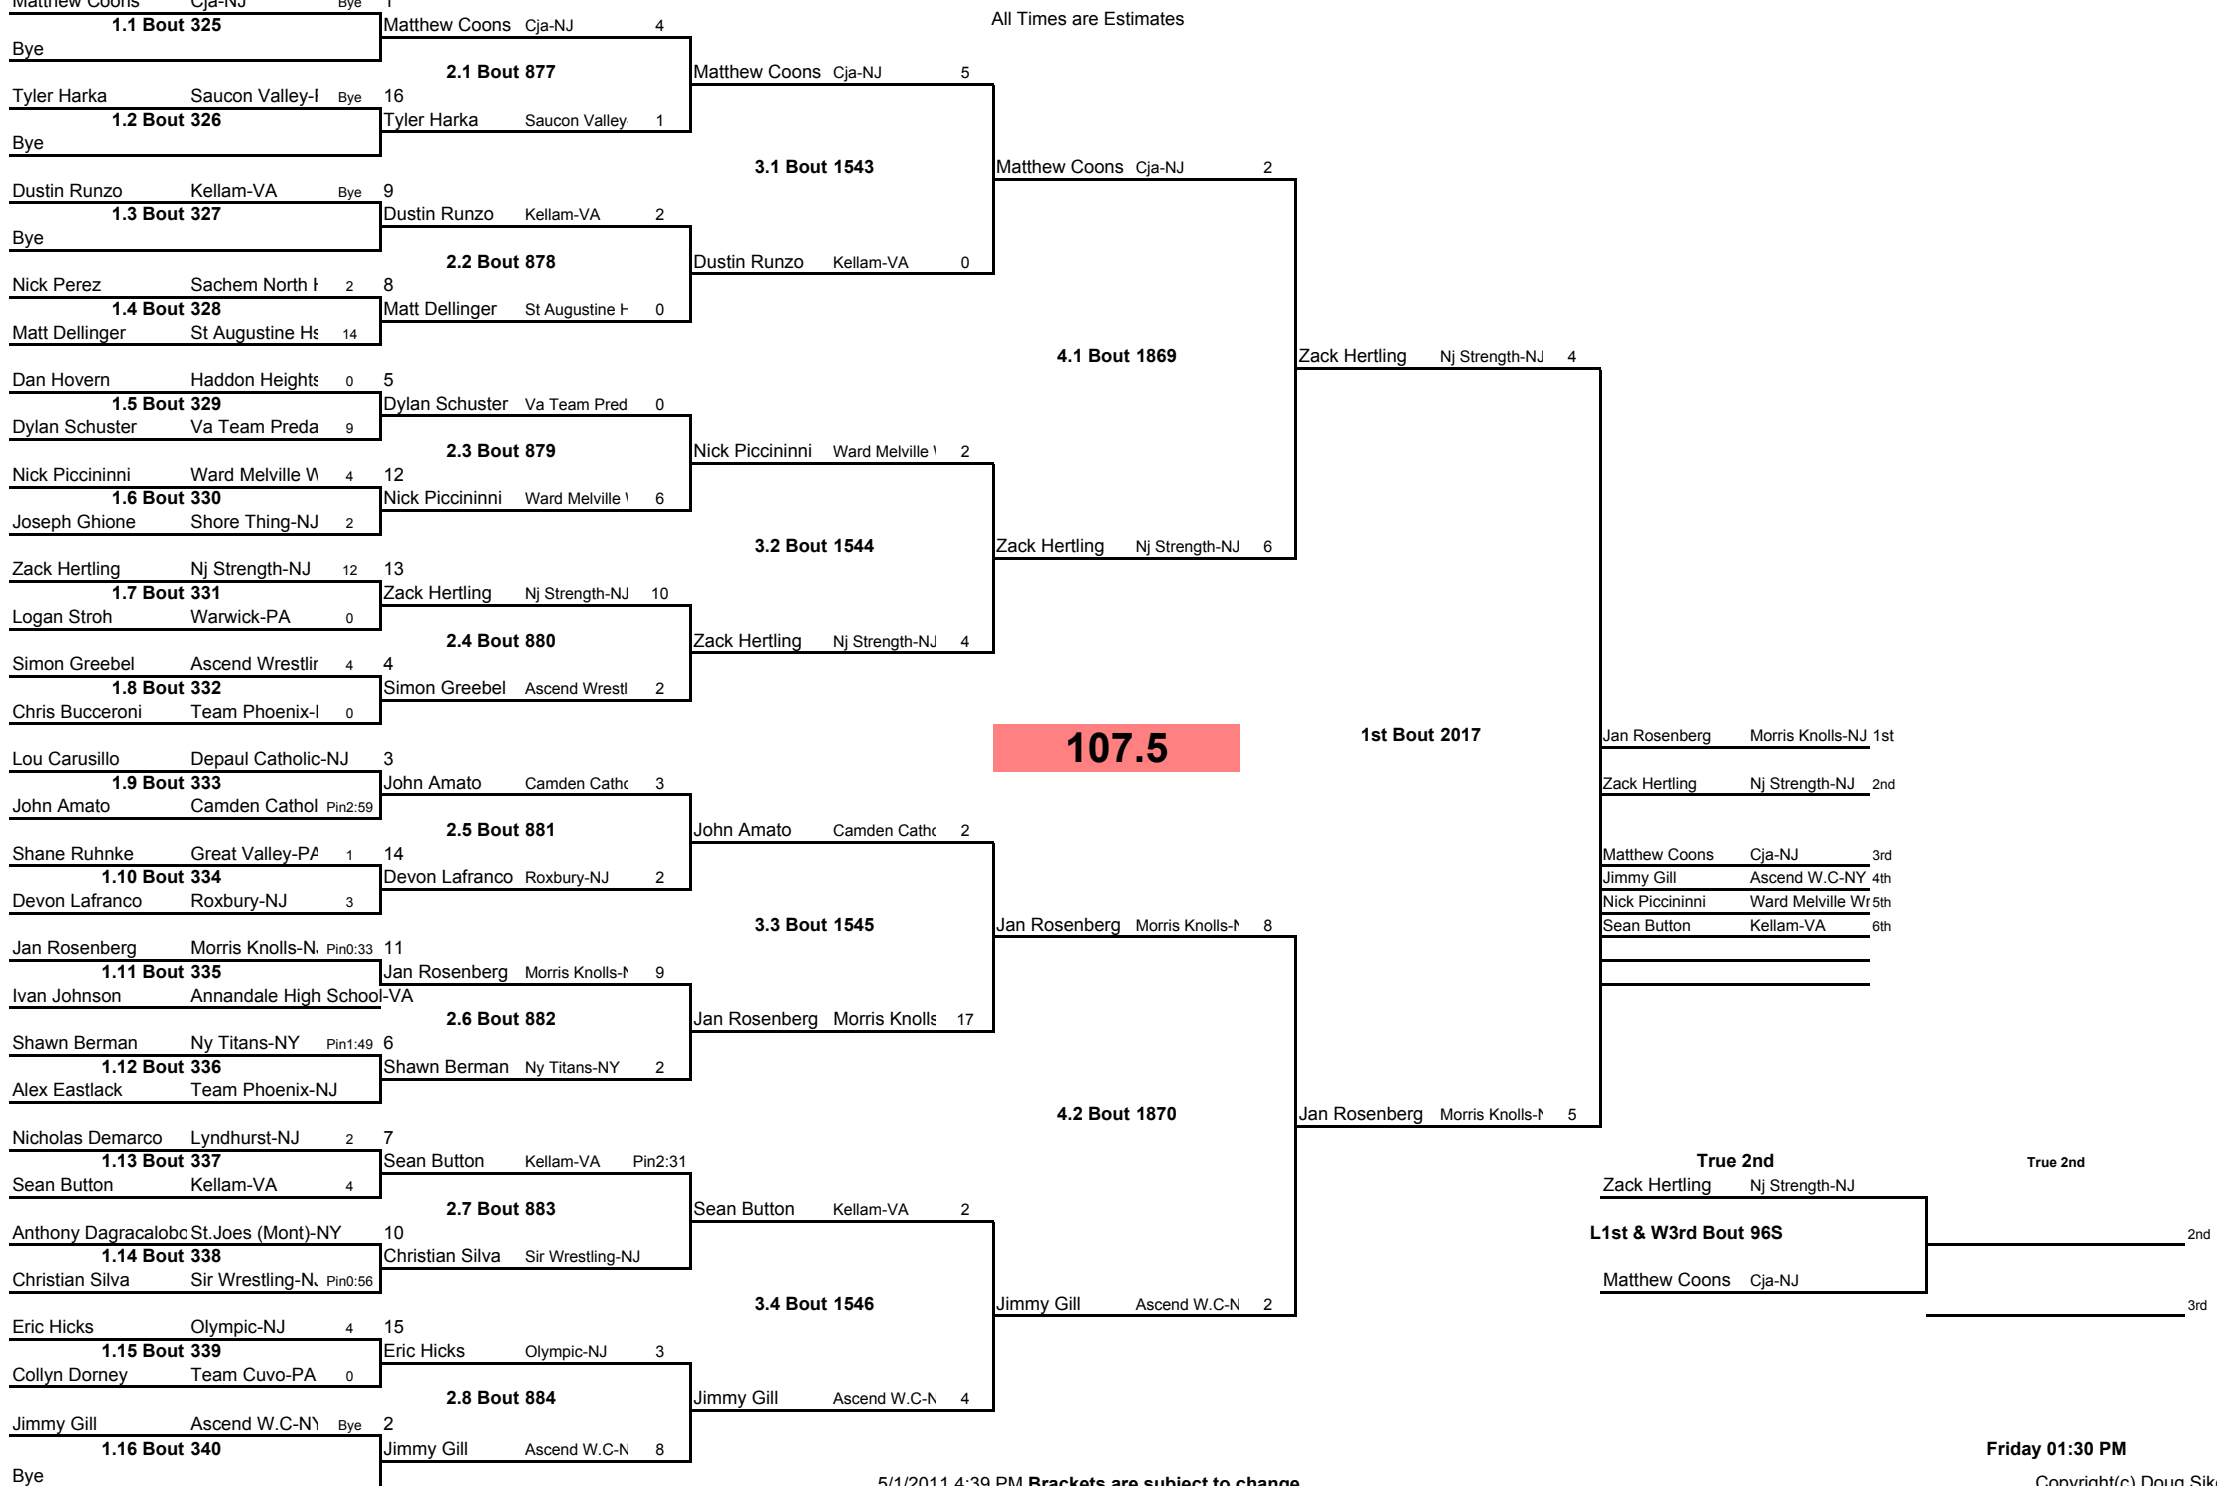 Matthew Coons Cja-NJ Bye 1
1.1 Bout 325
Bye
Tyler Harka Saucon Valley- Bye 16
1.2 Bout 326
Bye
Dustin Runzo Kellam-VA Bye 9
1.3 Bout 327
Bye
Nick Perez Sachem North 2 8
1.4 Bout 328
Matt Dellinger St Augustine Hs 14
Dan Hovern Haddon Heights 0 5
1.5 Bout 329
Dylan Schuster Va Team Preda 9
Nick Piccininni Ward Melville W 4 12
1.6 Bout 330
Joseph Ghione Shore Thing-NJ 2
Zack Hertling Nj Strength-NJ 12 13
1.7 Bout 331
Logan Stroh Warwick-PA 0
Simon Greebel Ascend Wrestlin 4 4
1.8 Bout 332
Chris Bucceroni Team Phoenix- 0
Lou Carusillo Depaul Catholic-NJ 3
1.9 Bout 333
John Amato Camden Cathol Pin2:59
Shane Ruhnke Great Valley-PA 1 14
1.10 Bout 334
Devon Lafranco Roxbury-NJ 3
Jan Rosenberg Morris Knolls-N. Pin0:33 11
1.11 Bout 335
Ivan Johnson Annandale High School-VA
Shawn Berman Ny Titans-NY Pin1:49 6
1.12 Bout 336
Alex Eastlack Team Phoenix-NJ
Nicholas Demarco Lyndhurst-NJ 2 7
1.13 Bout 337
Sean Button Kellam-VA 4
Anthony Dagracalobo St.Joes (Mont)-NY 10
1.14 Bout 338
Christian Silva Sir Wrestling-N. Pin0:56
Eric Hicks Olympic-NJ 4 15
1.15 Bout 339
Collyn Dorney Team Cuvo-PA 0
Jimmy Gill Ascend W.C-NY Bye 2
1.16 Bout 340
Bye
Matthew Coons Cja-NJ 4
2.1 Bout 877
Tyler Harka Saucon Valley 1
Dustin Runzo Kellam-VA 2
2.2 Bout 878
Matt Dellinger St Augustine H 0
Dylan Schuster Va Team Pred 0
2.3 Bout 879
Nick Piccininni Ward Melville 6
Zack Hertling Nj Strength-NJ 10
2.4 Bout 880
Simon Greebel Ascend Wrestl 2
John Amato Camden Catho 3
2.5 Bout 881
Devon Lafranco Roxbury-NJ 2
Jan Rosenberg Morris Knolls-N 9
2.6 Bout 882
Shawn Berman Ny Titans-NY 2
Sean Button Kellam-VA Pin2:31
2.7 Bout 883
Christian Silva Sir Wrestling-NJ
Eric Hicks Olympic-NJ 3
2.8 Bout 884
Jimmy Gill Ascend W.C-N 8
Matthew Coons Cja-NJ 5
3.1 Bout 1543
Dustin Runzo Kellam-VA 0
Nick Piccininni Ward Melville 2
3.2 Bout 1544
Zack Hertling Nj Strength-NJ 4
John Amato Camden Catho 2
3.3 Bout 1545
Jan Rosenberg Morris Knolls 17
Sean Button Kellam-VA 2
3.4 Bout 1546
Jimmy Gill Ascend W.C-N 4
All Times are Estimates
Matthew Coons Cja-NJ 2
4.1 Bout 1869
Zack Hertling Nj Strength-NJ 6
107.5
Jan Rosenberg Morris Knolls-N 8
4.2 Bout 1870
Jimmy Gill Ascend W.C-N 2
Zack Hertling Nj Strength-NJ 4
1st Bout 2017
Jan Rosenberg Morris Knolls-N 5
Jan Rosenberg Morris Knolls-NJ 1st
Zack Hertling Nj Strength-NJ 2nd
Matthew Coons Cja-NJ 3rd
Jimmy Gill Ascend W.C-NY 4th
Nick Piccininni Ward Melville Wr 5th
Sean Button Kellam-VA 6th
True 2nd True 2nd
Zack Hertling Nj Strength-NJ
L1st & W3rd Bout 96S
2nd
Matthew Coons Cja-NJ
3rd
Friday 01:30 PM
5/1/2011 4:39 PM Brackets are subject to change
Copyright(c) Doug Sike